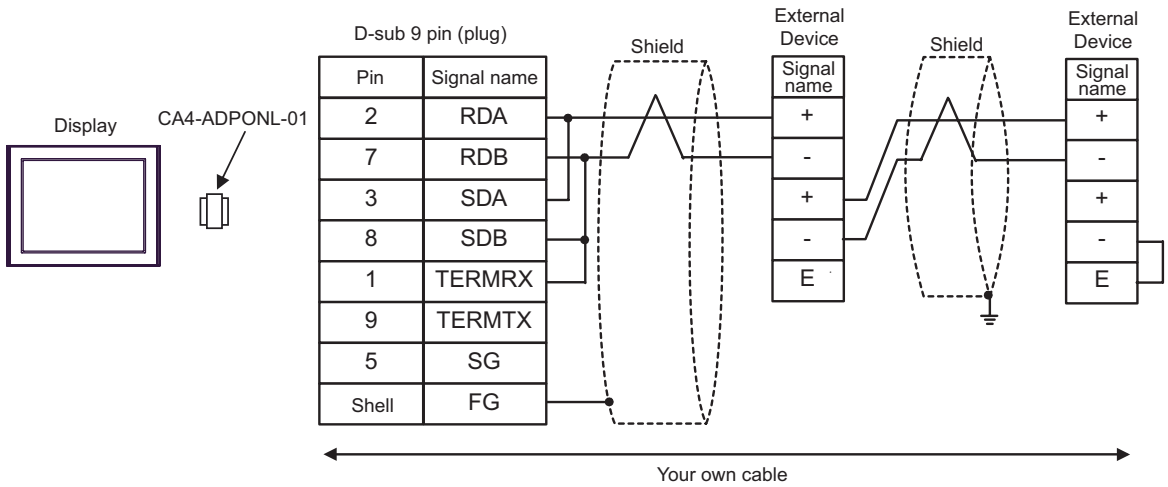 Display
CA4-ADPONL-01
D-sub 9 pin (plug)
Pin Signal name
2 RDA
7 RDB
3 SDA
8 SDB
1 TERMRX
9 TERMTX
5 SG
Shell FG
Shield
External
Device
Signal
name
+
-
+
-
E
Shield
External
Device
Signal
name
+
-
+
-
E
Your own cable